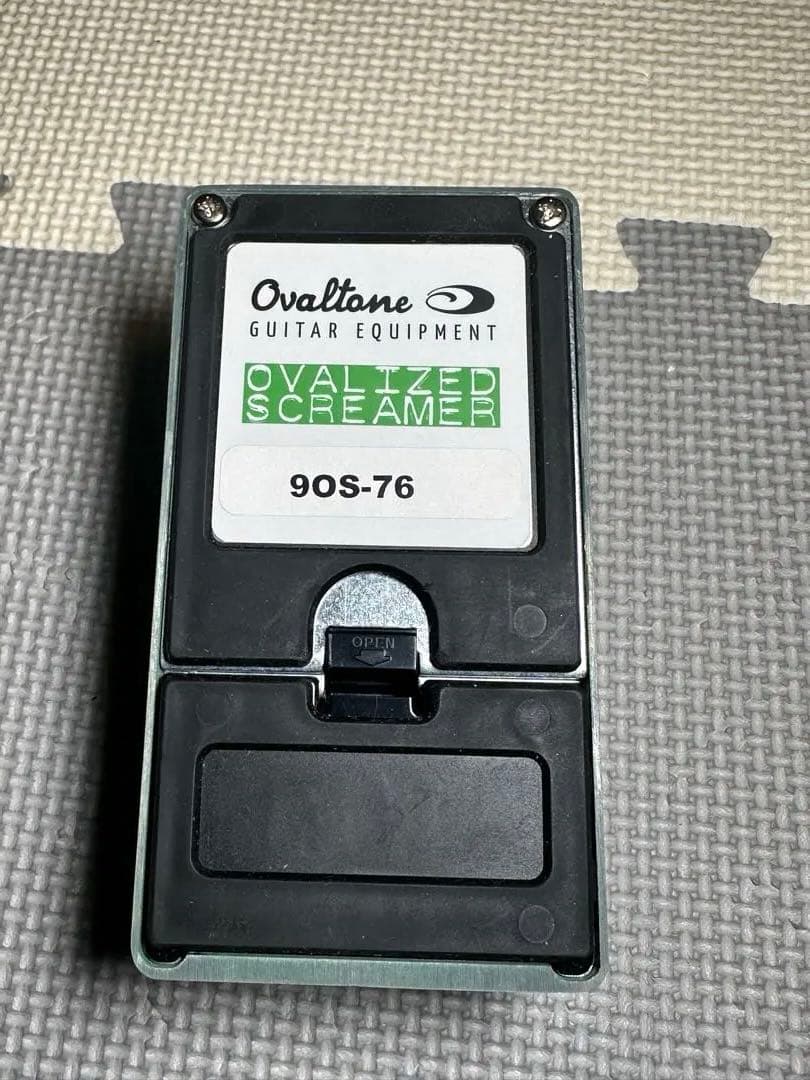 Ovaltone
GUITAR EQUIPMENT
OVALIZED
SCREAMER
9OS-76
OPEN